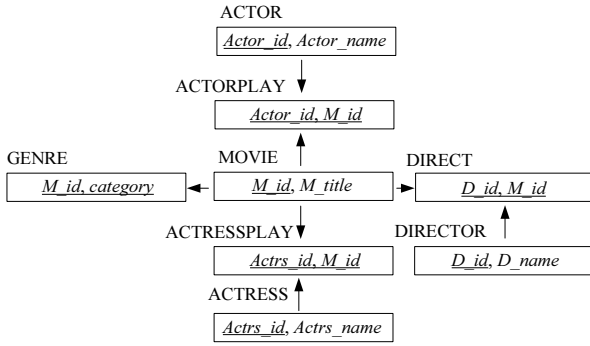 ACTOR
Actor_id, Actor_name
ACTORPLAY
Actor_id, M_id
GENRE
MOVIE
DIRECT
M_id, category
M_id, M_title
D_id, M_id
ACTRESSPLAY
DIRECTOR
Actrs_id, M_id
D_id, D_name
ACTRESS
Actrs_id, Actrs_name